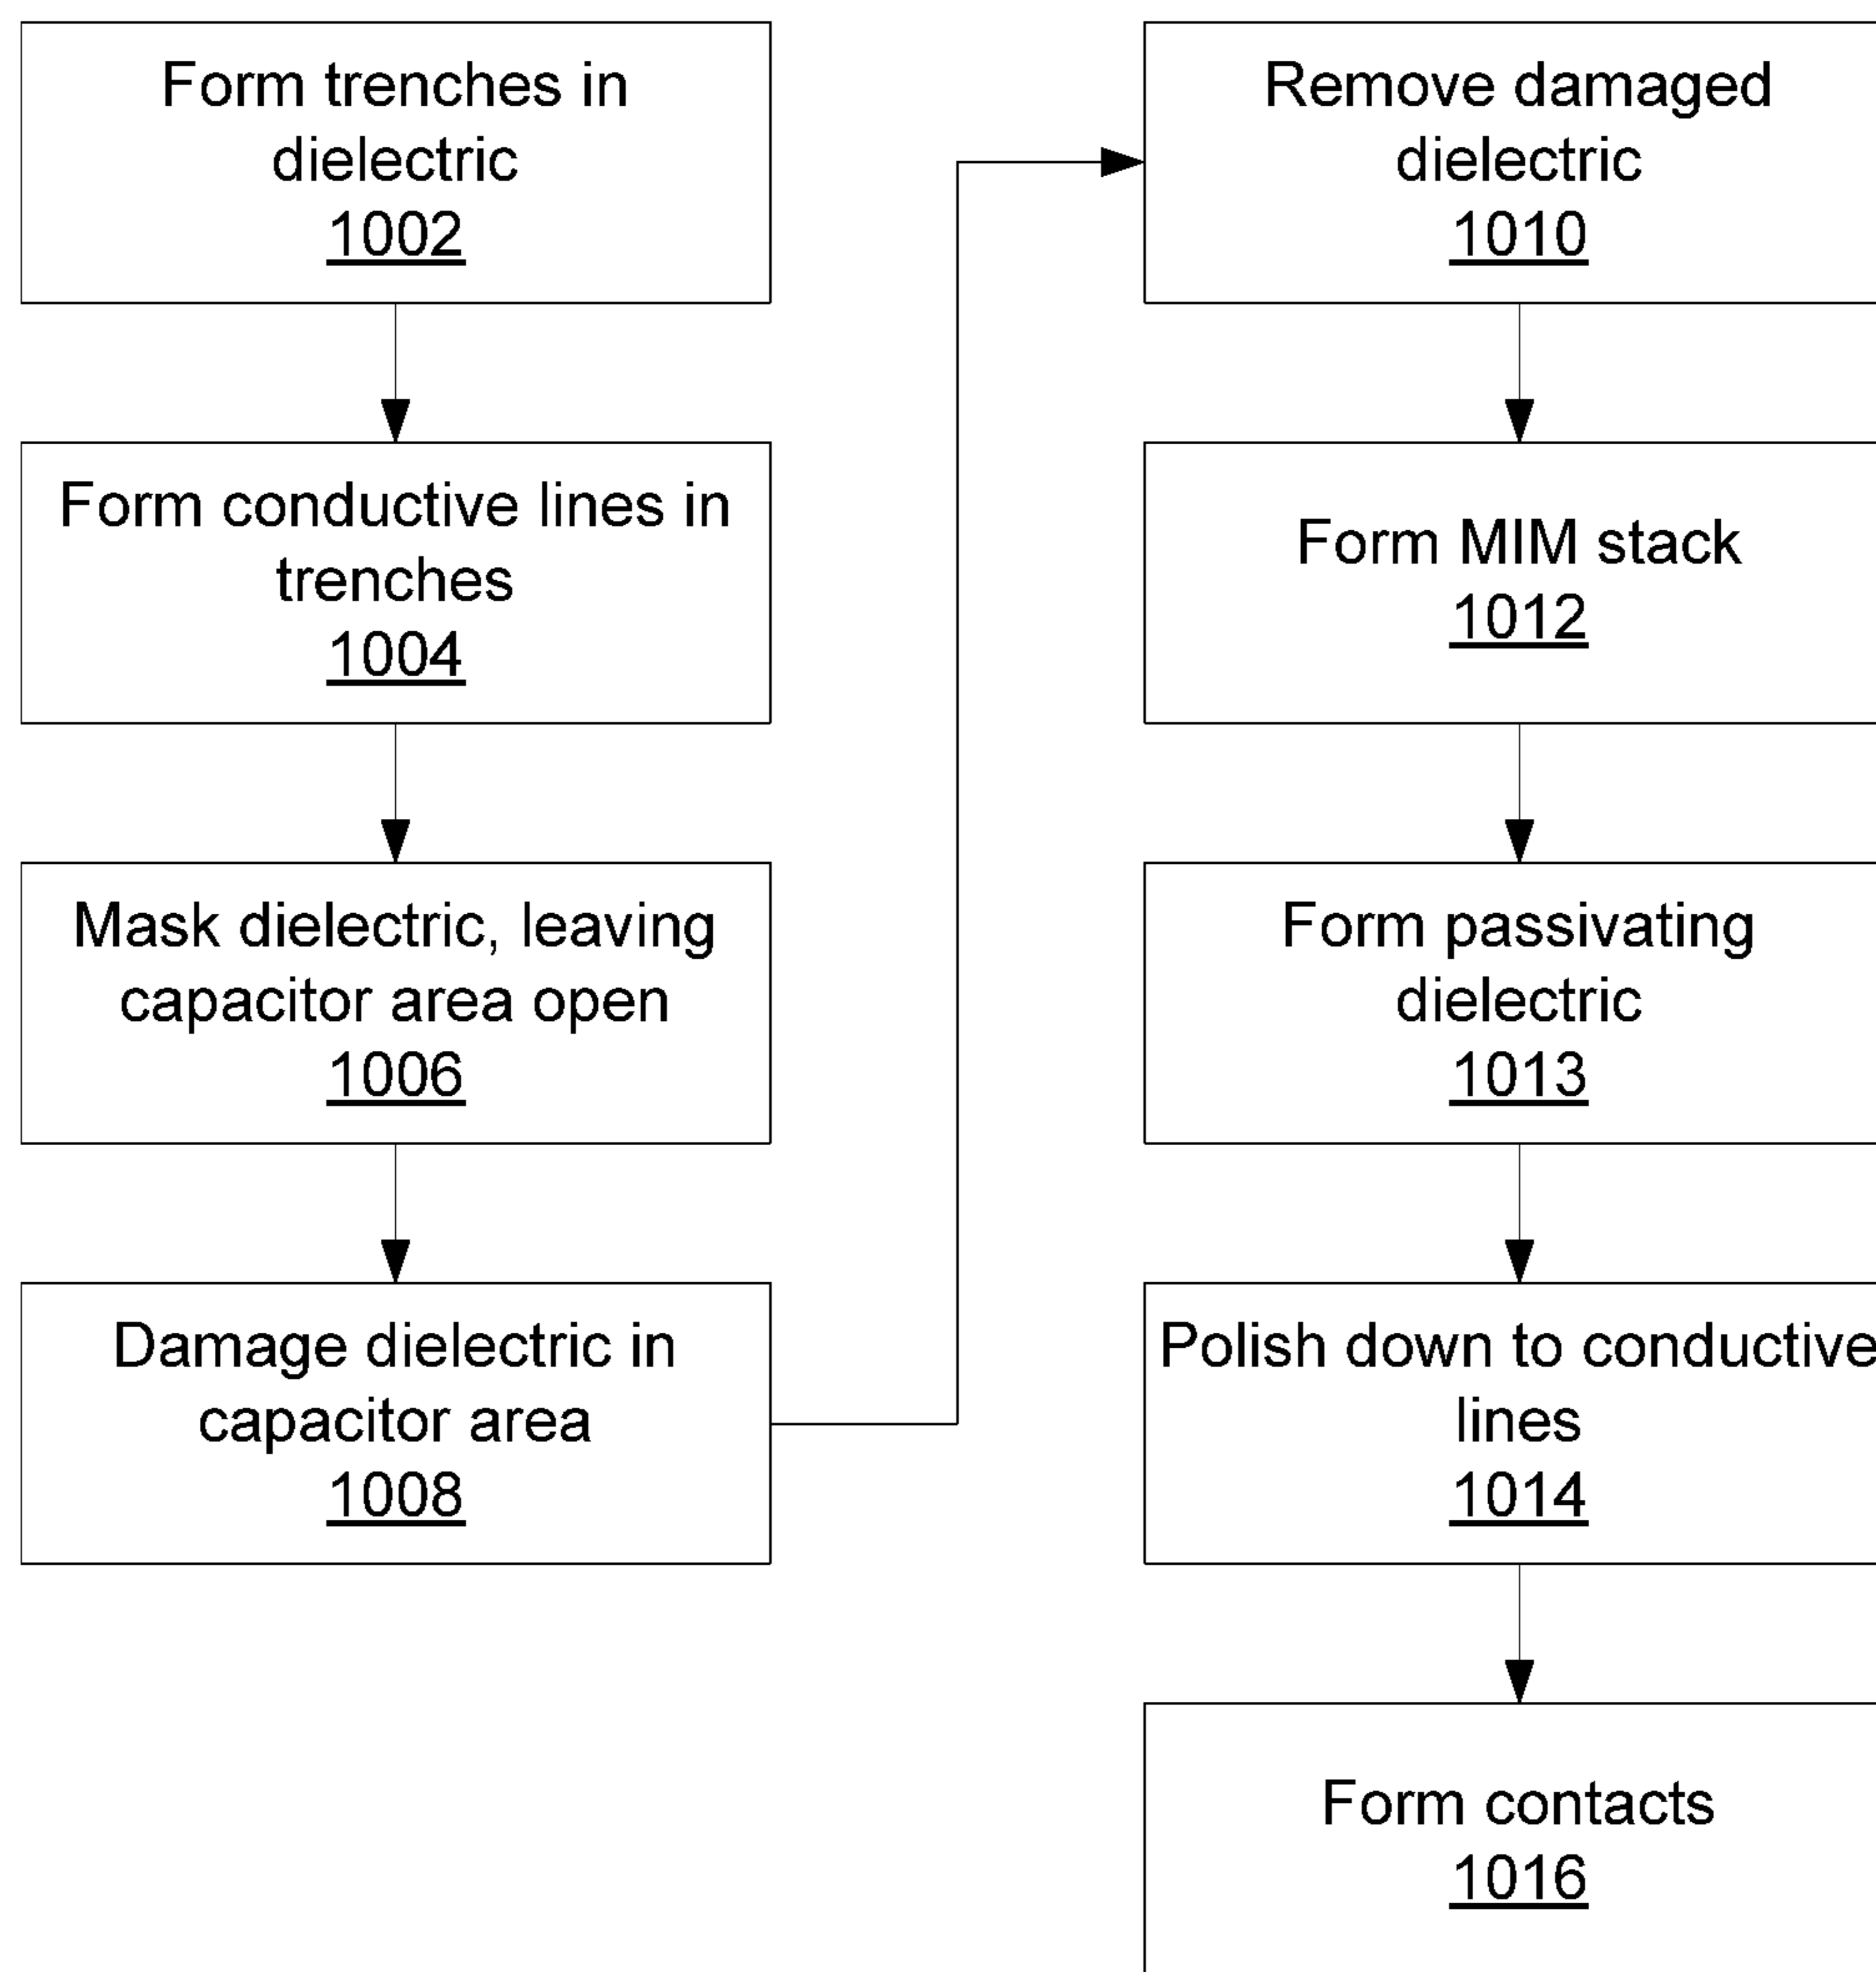 Form trenches in
dielectric
1002
Form conductive lines in
trenches
1004
Mask dielectric, leaving
capacitor area open
1006
Damage dielectric in
capacitor area
1008
Remove damaged
dielectric
1010
Form MIM stack
1012
Form passivating
dielectric
1013
Polish down to conductive
lines
1014
Form contacts
1016